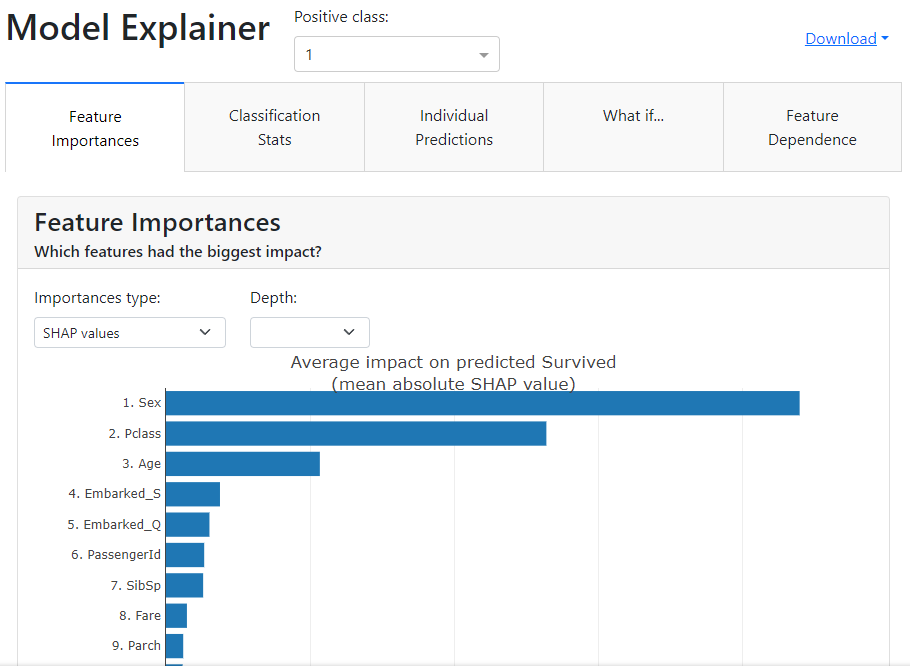 Model Explainer
Positive class:
1
Download
Feature
Importances
Classification
Stats
Individual
Predictions
What if...
Feature
Dependence
Feature Importances
Which features had the biggest impact?
Importances type:
Depth:
SHAP values
Average impact on predicted Survived
(mean absolute SHAP value)
1. Sex
2. Pclass
3. Age
4. Embarked_S
5. Embarked_Q
6. PassengerId
7. SibSp
8. Fare
9. Parch